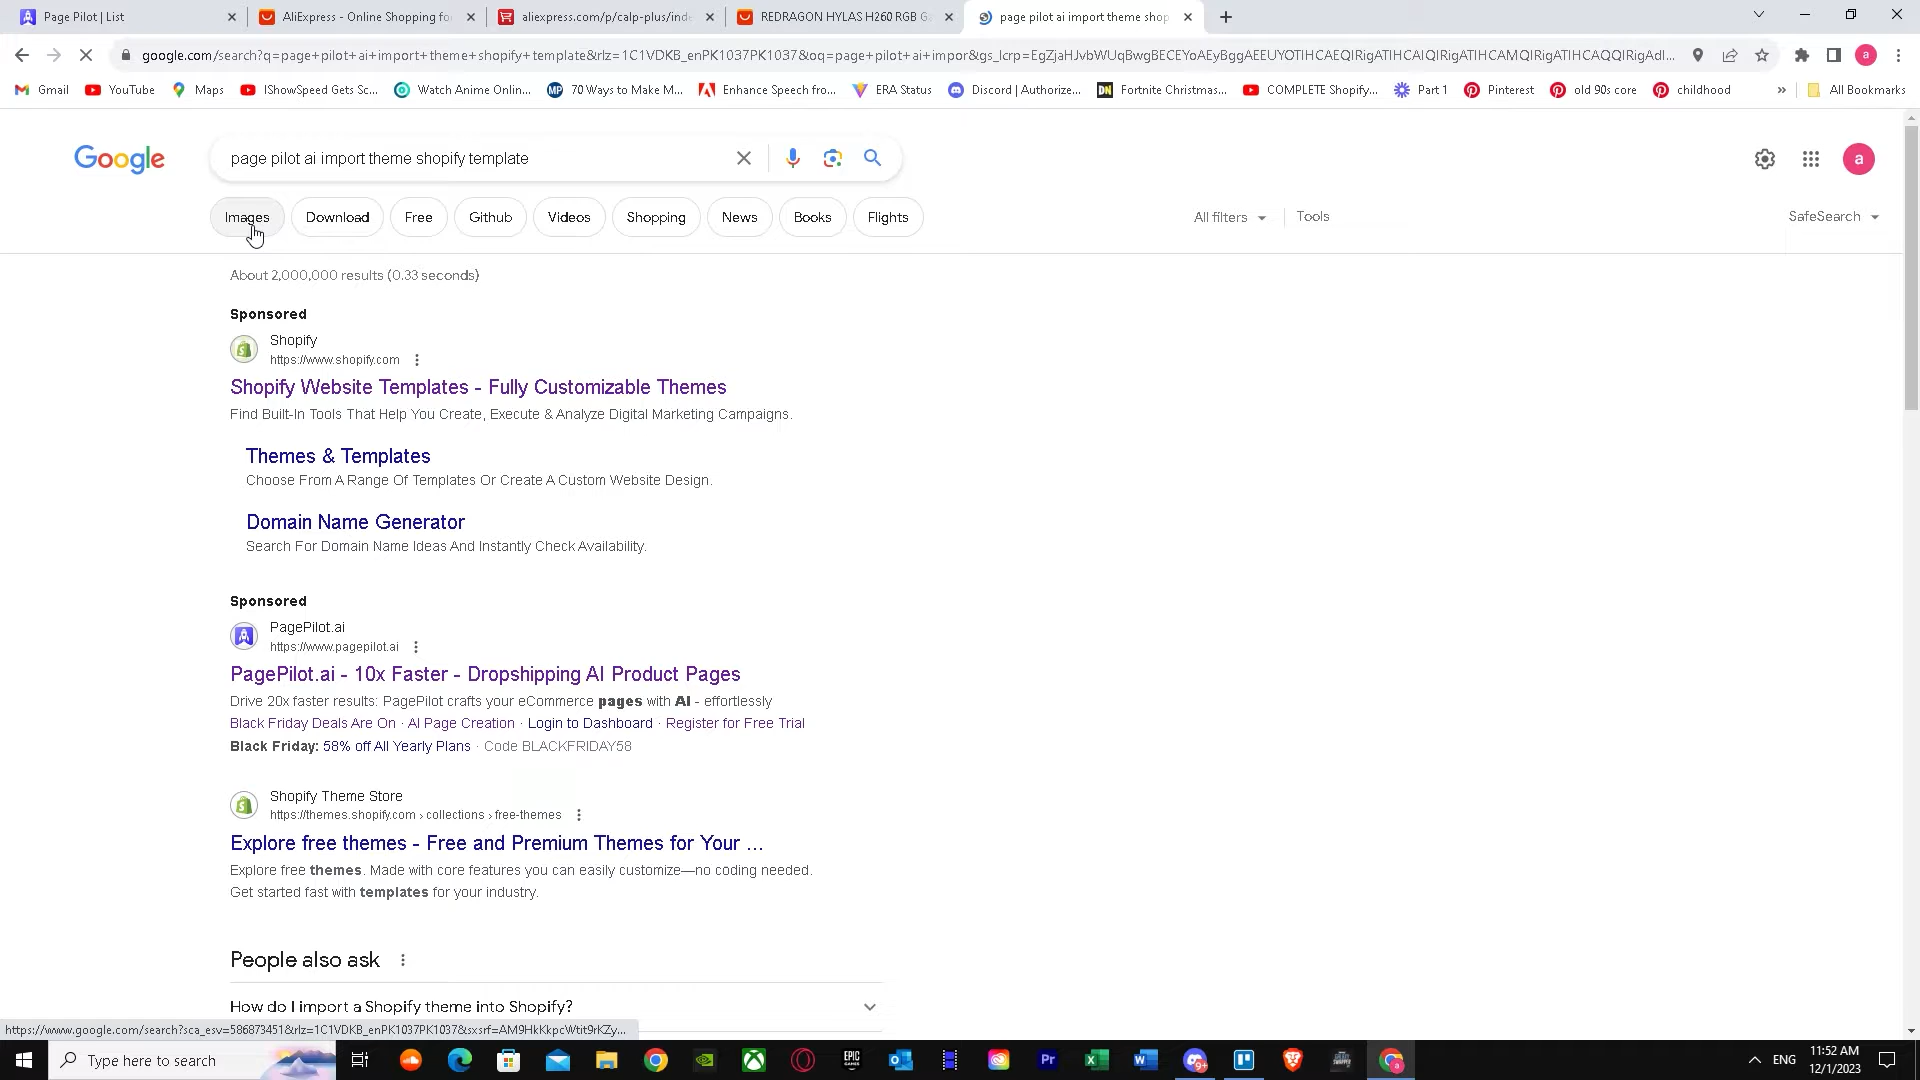 Page Pilot | List
AliExpress - Online Shopping fo
aliexpress.com/p/calp-plus/inde
REDRAGON HYLAS H260 RGB G
page pilot ai import theme shop
google.com/search?q=page+pilot+ai+import+theme+shopify+template&rlz=1C1VDKB_enPK1037PK1037&oq=page+pilot+ai+impor&gs_lcrp=EgZjaHJvbWUqBwgBECEYoAEyBggAEEUYOTIHCAEQIRigATIHCAIQIRigATIHCAMQIRigATIHCAQQIRigAdI...
a
Gmail
YouTube
Maps
IShowSpeed Gets Sc...
Watch Anime Onlin...
MP 70 Ways to Make M...
Enhance Speech fro...
ERA Status
Discord | Authorize...
DN Fortnite Christmas...
COMPLETE Shopify...
Part 1
Pinterest
old 90s core
childhood
»
All Bookmarks
Google
page pilot ai import theme shopify template
a
Images
Download
Free
Github
Videos
Shopping
News
Books
Flights
All filters
Tools
SafeSearch
About 2,000,000 results (0.33 seconds)
Sponsored
Shopify
https://www.shopify.com
Shopify Website Templates - Fully Customizable Themes
Find Built-In Tools That Help You Create, Execute & Analyze Digital Marketing Campaigns.
Themes & Templates
Choose From A Range Of Templates Or Create A Custom Website Design.
Domain Name Generator
Search For Domain Name Ideas And Instantly Check Availability.
Sponsored
PagePilot.ai
https://www.pagepilot.ai
PagePilot.ai - 10x Faster - Dropshipping AI Product Pages
Drive 20x faster results: PagePilot crafts your eCommerce pages with AI - effortlessly
Black Friday Deals Are On · AI Page Creation · Login to Dashboard · Register for Free Trial
Black Friday: 58% off All Yearly Plans · Code BLACKFRIDAY58
Shopify Theme Store
https://themes.shopify.com › collections › free-themes
Explore free themes - Free and Premium Themes for Your ...
Explore free themes. Made with core features you can easily customize—no coding needed.
Get started fast with templates for your industry.
People also ask
How do I import a Shopify theme into Shopify?
https://www.google.com/search?sca_esv=586873451&rlz=1C1VDKB_enPK1037PK1037&sxsrf=AM9HkKkpcWtit9rKZy...
Type here to search
EPIC GAMES
Pr
9+
a
ENG
11:52 AM
12/1/2023